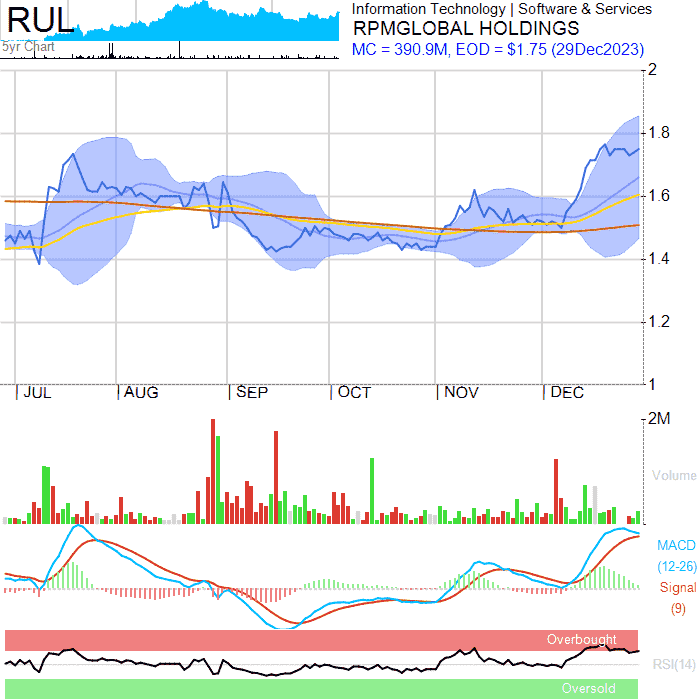 RUL
5yr Chart
Information Technology | Software & Services
RPMGLOBAL HOLDINGS
MC = 390.9M, EOD = $1.75 (29Dec2023)
2
1.8
1.6
1.4
1.2
1
JUL
AUG
SEP
OCT
NOV
DEC
2M
Volume
MACD
(12-26)
Signal
(9)
Overbought
RSI(14)
Oversold